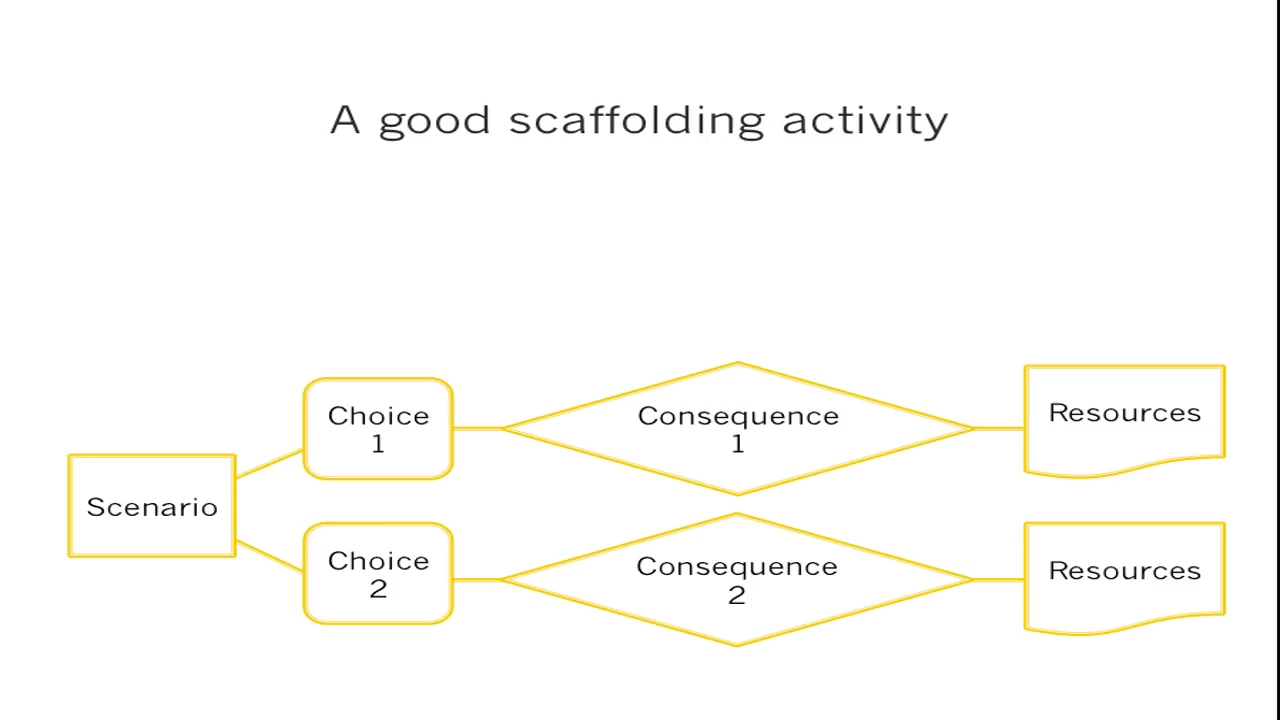 A good scaffolding activity
Scenario
Choice
1
Consequence
1
Resources
Choice
2
Consequence
2
Resources